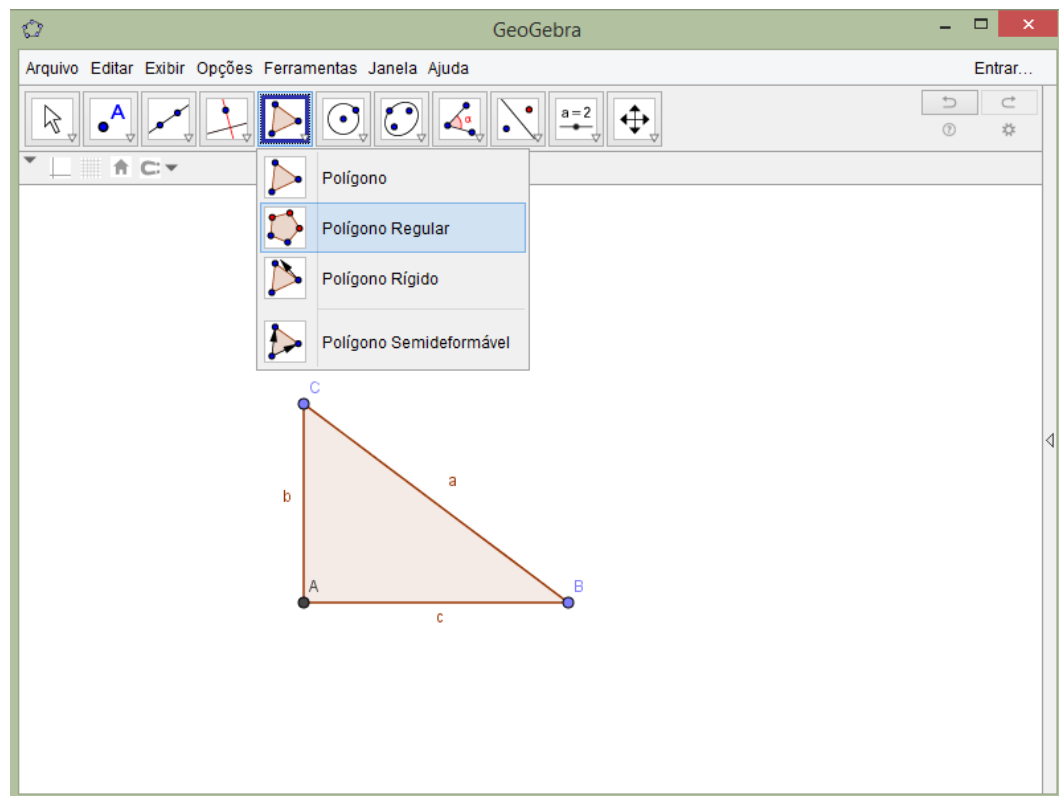 GeoGebra
Arquivo Editar Exibir Opções Ferramentas Janela Ajuda Entrar...
A α a=2
Polígono
Polígono Regular
Polígono Rígido
Polígono Semideformável
C
b a
A B
c